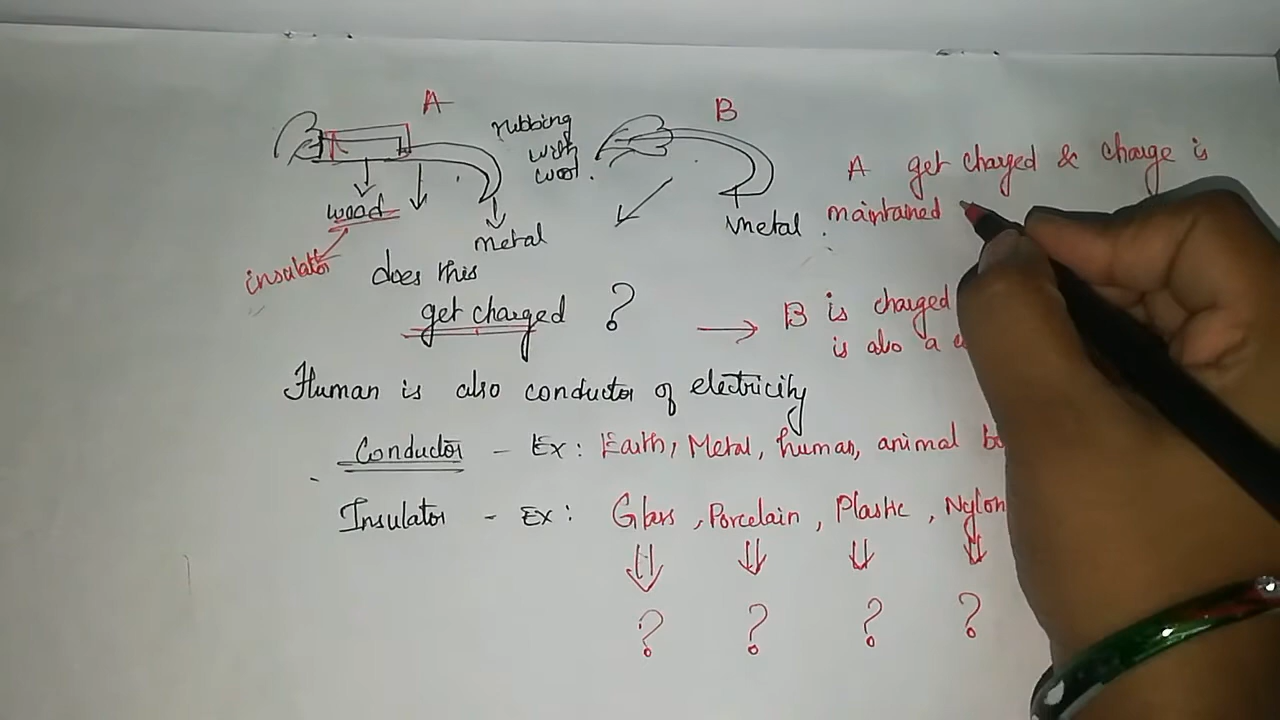 A
rubbing
with
wool.
B
A get charged & charge is
maintained
wood
metal
metal
insulator
does this
get charged ?
→ B is charged
is also a
Human is also conductor of electricity
Conductor - Ex: Earth, Metal, human, animal
Insulator - Ex: Glass, Porcelain, Plastic, Nylon
? ? ? ?